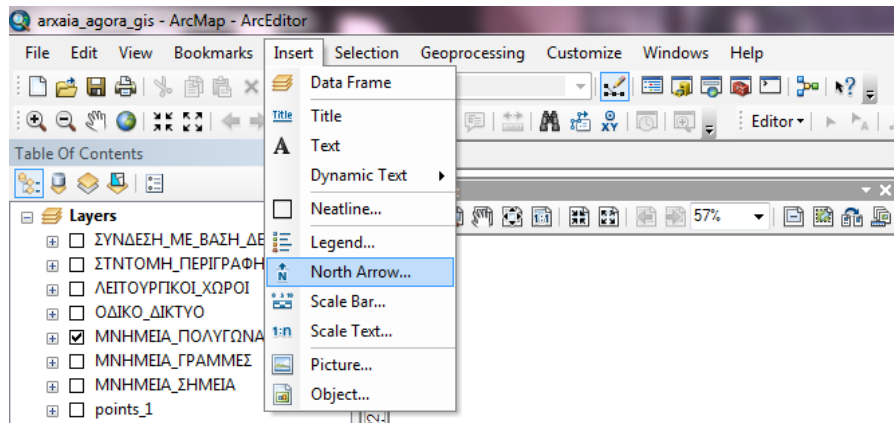 arxaia_agora_gis - ArcMap - ArcEditor
File Edit View Bookmarks Insert Selection Geoprocessing Customize Windows Help
Data Frame
Title Title
A Text
Editor
Table Of Contents
Dynamic Text
Neatline...
57%
Layers
Legend...
ΣΥΝΔΕΣΗ_ΜΕ_ΒΑΣΗ_ΔΕ
ΣΤΝΤΟΜΗ_ΠΕΡΙΓΡΑΦΗ
N North Arrow...
ΛΕΙΤΟΥΡΓΙΚΟΙ_ΧΩΡΟΙ
Scale Bar...
ΟΔΙΚΟ_ΔΙΚΤΥΟ
1:n Scale Text...
ΜΝΗΜΕΙΑ_ΠΟΛΥΓΩΝΑ
ΜΝΗΜΕΙΑ_ΓΡΑΜΜΕΣ
Picture...
ΜΝΗΜΕΙΑ_ΣΗΜΕΙΑ
Object...
points_1